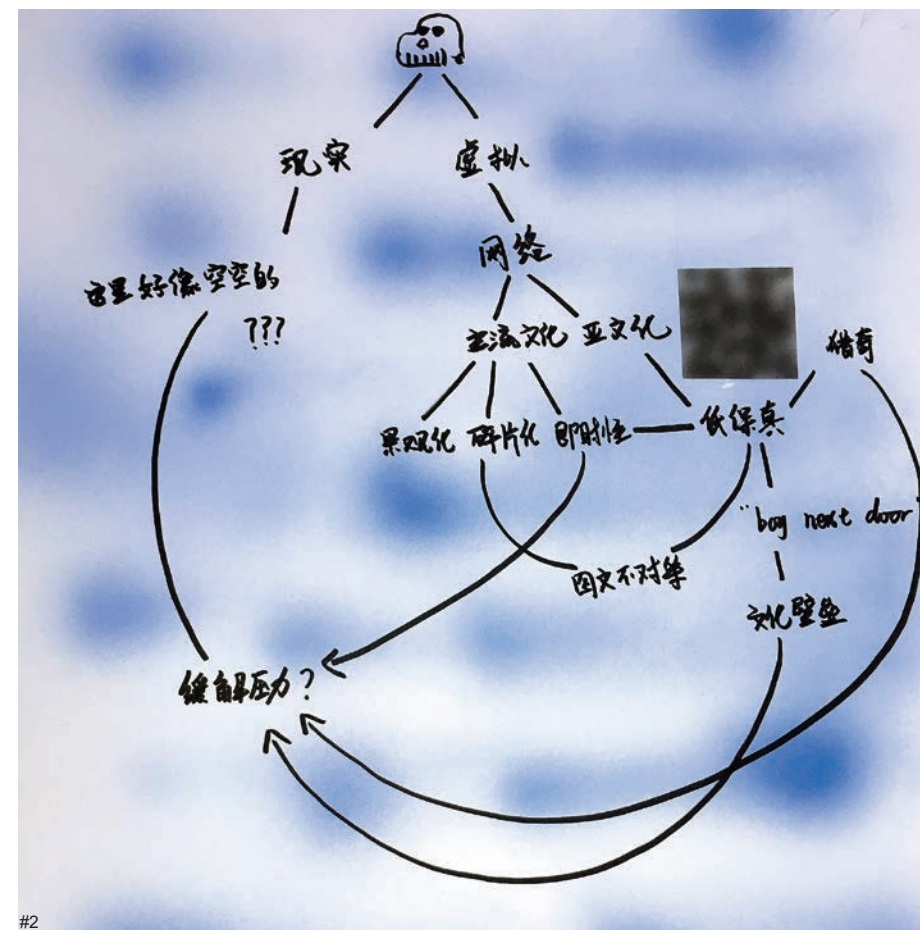 现实
虚拟
网络
这里好像空空的
???
主流文化 亚文化
猎奇
景观化 碎片化 即时性
低保真
"boy next door
图文不对等
文化壁垒
缓解压力?
#2